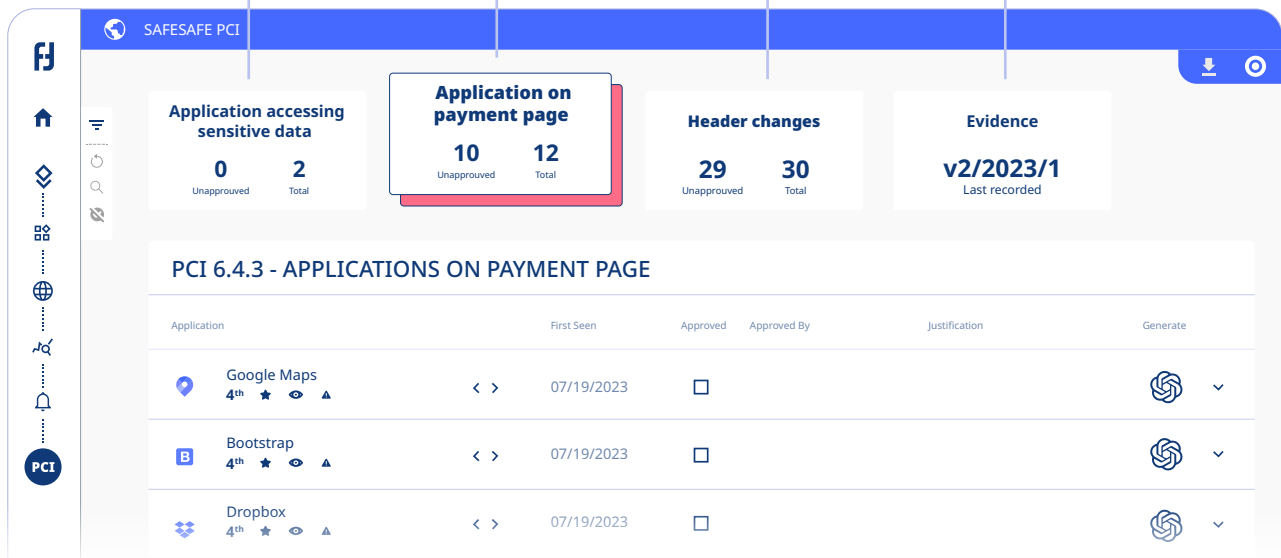 SAFESAFE PCI
Application accessing
sensitive data
0 2
Unapprouved Total
Application on
payment page
10 12
Unapprouved Total
Header changes
29 30
Unapprouved Total
Evidence
v2/2023/1
Last recorded
PCI 6.4.3 - APPLICATIONS ON PAYMENT PAGE
Application First Seen Approved Approved By Justification Generate
Google Maps
4th
07/19/2023
B
Bootstrap
4th
07/19/2023
Dropbox
4th
07/19/2023
PCI